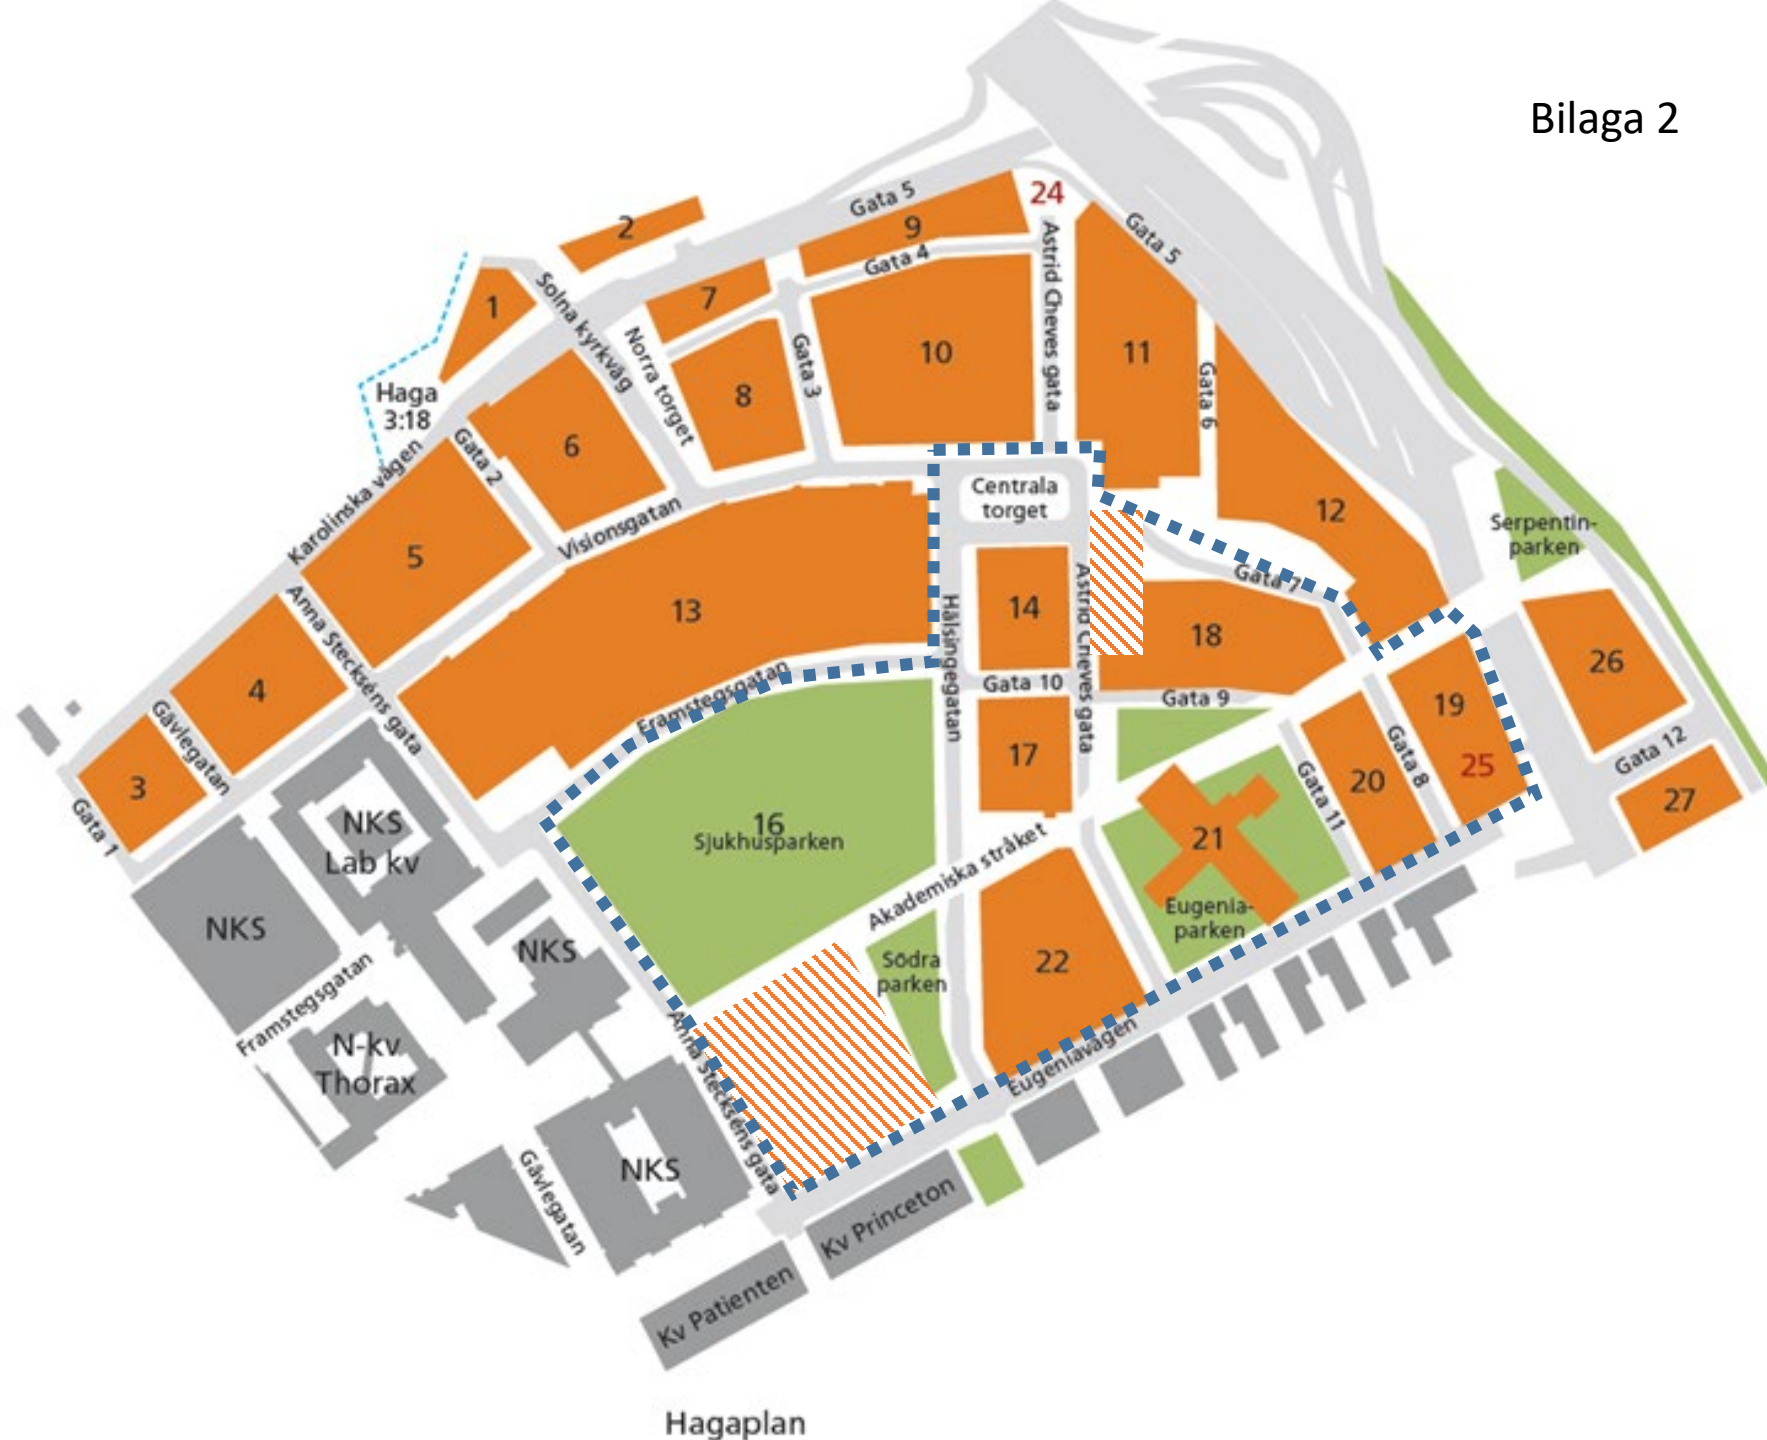 Bilaga 2
24
Gata 5
2
9
Gata 5
Gata 4
Astrid Cheves gata
1
Solna kyrkväg
7
Norra torget
Gata 3
10
11
Gata 6
8
Haga
3:18
Karolinska vägen
Gata 2
6
Centrala
torget
12
Serpentin-
parken
5
Visionsgatan
13
Gata 7
14
Hälsingegatan
Astrid Cheves gata
18
Anna Stecksèns gata
4
Gävlegatan
Framstegsgatan
Gata 10
Gata 9
26
19
25
Gata 8
Gata 12
27
3
Gata 1
17
20
Gata 11
NKS
Lab kv
16
Sjukhusparken
21
Akademiska stråket
Eugenia-
parken
NKS
NKS
Södra
parken
22
Framstegsgatan
N-kv
Thorax
Anna Stecksèns gata
Eugeniavägen
NKS
Gävlegatan
Kv Princeton
Kv Patienten
Hagaplan